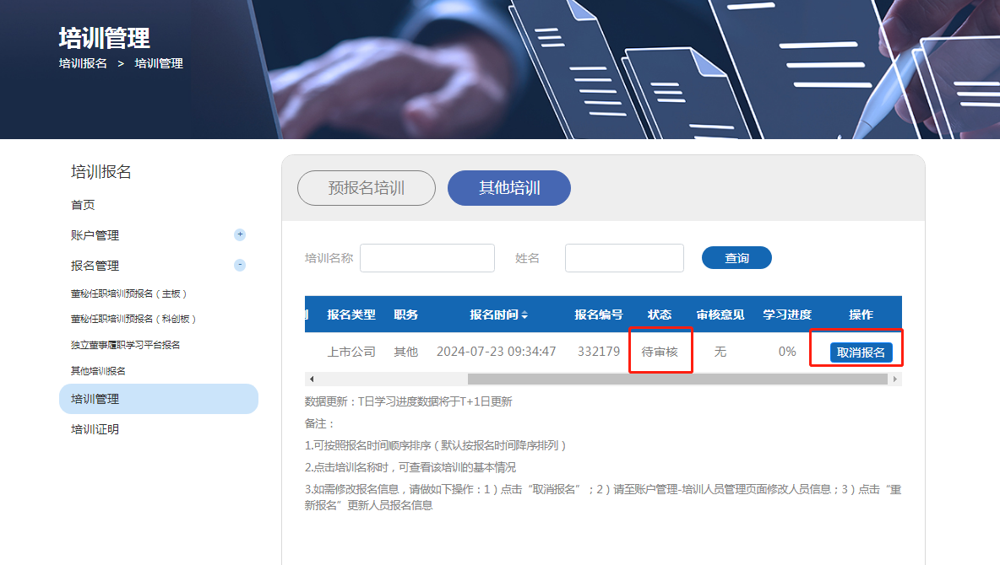 培训管理
培训报名 > 培训管理
培训报名
首页
账户管理 +
报名管理 -
董秘任职培训预报名（主板）
董秘任职培训预报名（科创板）
独立董事履职学习平台报名
其他培训报名
培训管理
培训证明
预报名培训 其他培训
培训名称 姓名 查询
报名类型 职务 报名时间 报名编号 状态 审核意见 学习进度 操作
上市公司 其他 2024-07-23 09:34:47 332179 待审核 无 0% 取消报名
数据更新：T日学习进度数据将于T+1日更新
备注：
1.可按照报名时间顺序排序（默认按报名时间降序排列）
2.点击培训名称时，可查看该培训的基本情况
3.如需修改报名信息，请做如下操作：1）点击“取消报名”；2）请至账户管理-培训人员管理页面修改人员信息；3）点击“重
新报名”更新人员报名信息